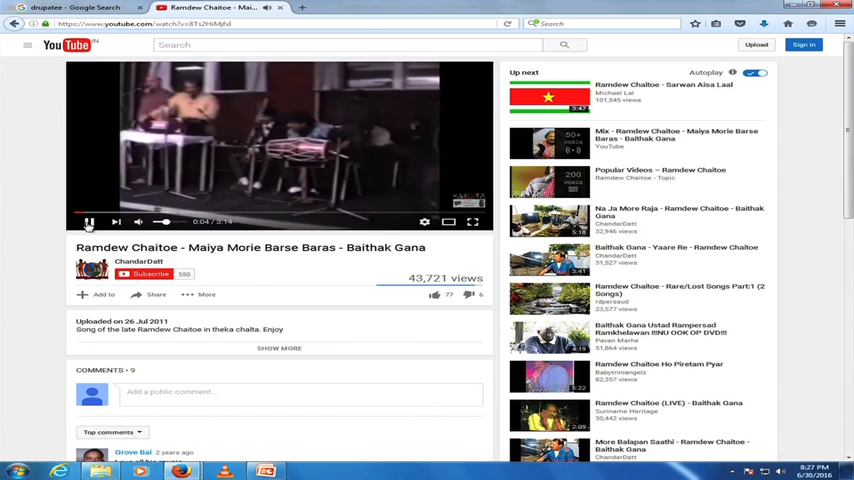 drupatee - Google Search
Ramdew Chaitoe - Mai...
https://www.youtube.com/watch?v=8Ts2HiMjfxI
Search
YouTube IN
Search
Upload
Sign in
0:04 / 3:14
Ramdew Chaitoe - Maiya Morie Barse Baras - Baithak Gana
ChandarDatt
Subscribe 550
43,721 views
Add to Share ••• More
77 6
Uploaded on 26 Jul 2011
Song of the late Ramdew Chaitoe in theka chalta. Enjoy
SHOW MORE
COMMENTS • 9
Add a public comment...
Top comments
Grove Bai 2 years ago
Up next
Autoplay
Ramdew Chaitoe - Sarwan Aisa Laal
Michael Lal
101,545 views
3:47
Mix - Ramdew Chaitoe - Maiya Morie Barse
Baras - Baithak Gana
YouTube
50+
VIDEOS
Popular Videos – Ramdew Chaitoe
Ramdew Chaitoe - Topic
200
VIDEOS
Na Ja More Raja - Ramdew Chaitoe - Baithak
Gana
ChandarDatt
32,946 views
5:18
Baithak Gana - Yaare Re - Ramdew Chaitoe
ChandarDatt
31,527 views
3:41
Ramdew Chaitoe - Rare/Lost Songs Part:1 (2
Songs)
rdpersaud
23,577 views
8:39
Baithak Gana Ustad Rampersad
Ramkhelawan !!!NU OOK OP DVD!!!
Pavan Marhe
51,864 views
4:19
Ramdew Chaitoe Ho Piretam Pyar
Babytriniangelz
82,357 views
5:22
Ramdew Chaitoe (LIVE) - Baithak Gana
Suriname Heritage
30,442 views
2:09
More Balapan Saathi - Ramdew Chaitoe -
Baithak Gana
ChandarDatt
8:27 PM
6/30/2016